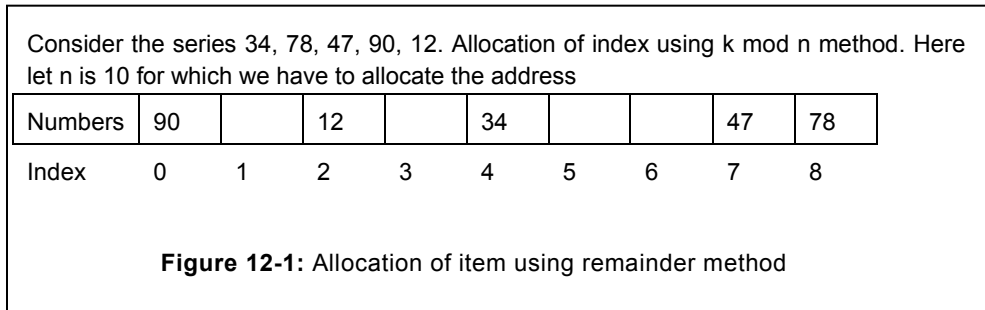 Consider the series 34, 78, 47, 90, 12. Allocation of index using k mod n method. Here
let n is 10 for which we have to allocate the address
Numbers 90 12 34 47 78
Index 0 1 2 3 4 5 6 7 8
Figure 12-1: Allocation of item using remainder method